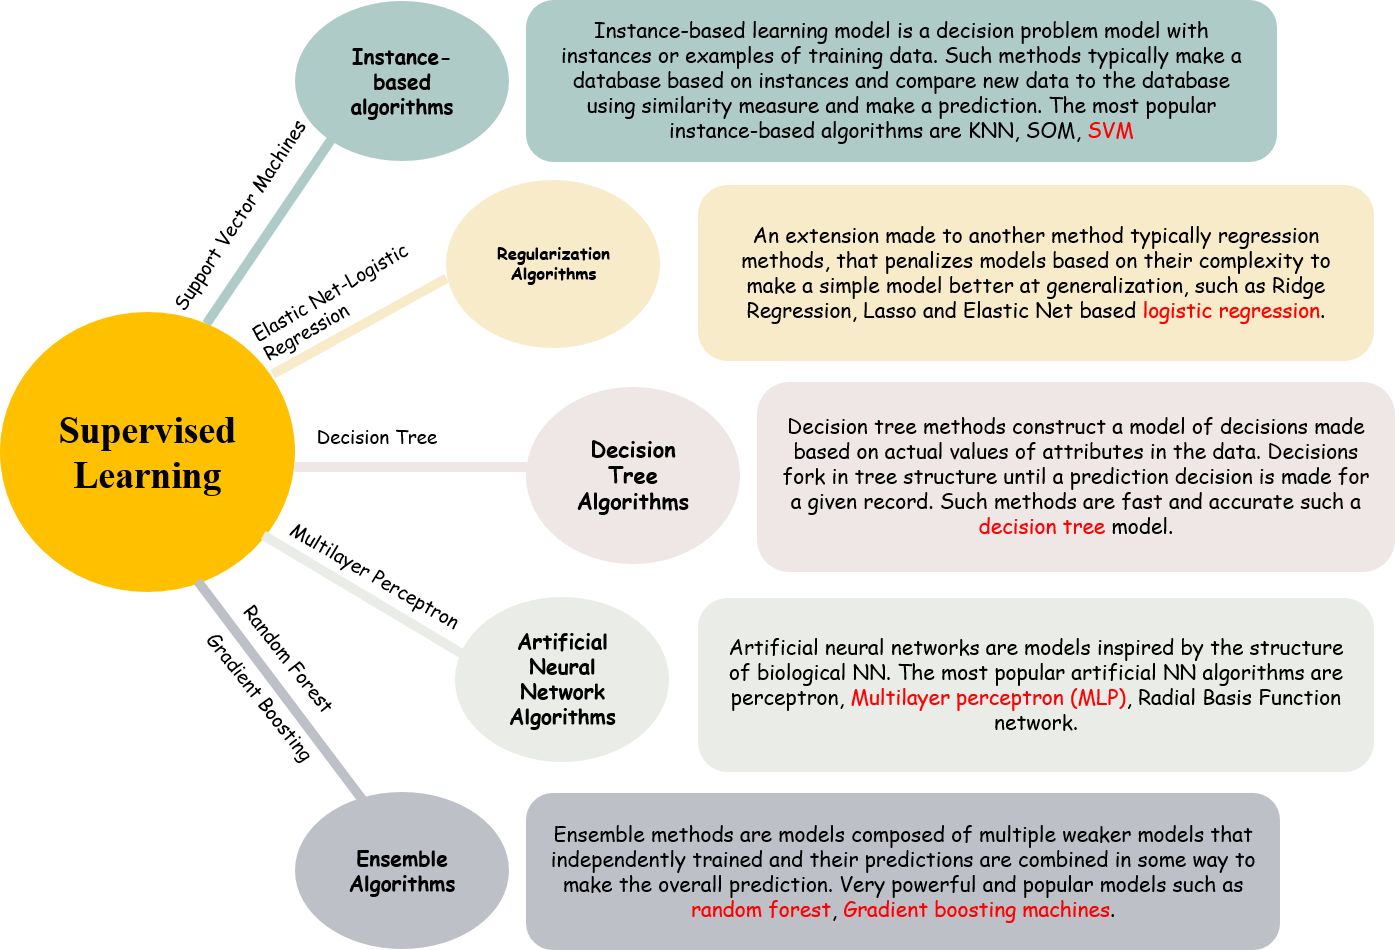 Supervised
Learning
Support Vector Machines
Instance-
based
algorithms
Instance-based learning model is a decision problem model with
instances or examples of training data. Such methods typically make a
database based on instances and compare new data to the database
using similarity measure and make a prediction. The most popular
instance-based algorithms are KNN, SOM, SVM
Elastic Net-Logistic
Regression
Regularization
Algorithms
An extension made to another method typically regression
methods, that penalizes models based on their complexity to
make a simple model better at generalization, such as Ridge
Regression, Lasso and Elastic Net based logistic regression.
Decision Tree
Decision
Tree
Algorithms
Decision tree methods construct a model of decisions made
based on actual values of attributes in the data. Decisions
fork in tree structure until a prediction decision is made for
a given record. Such methods are fast and accurate such a
decision tree model.
Multilayer Perceptron
Artificial
Neural
Network
Algorithms
Artificial neural networks are models inspired by the structure
of biological NN. The most popular artificial NN algorithms are
perceptron, Multilayer perceptron (MLP), Radial Basis Function
network.
Random Forest
Gradient Boosting
Ensemble
Algorithms
Ensemble methods are models composed of multiple weaker models that
independently trained and their predictions are combined in some way to
make the overall prediction. Very powerful and popular models such as
random forest, Gradient boosting machines.